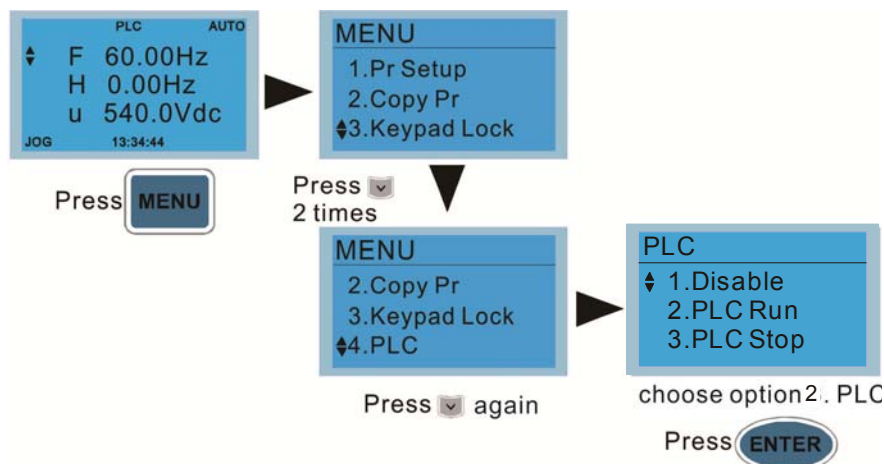 PLC AUTO
F 60.00Hz
H 0.00Hz
u 540.0Vdc
JOG 13:34:44
Press MENU
MENU
1.Pr Setup
2.Copy Pr
3.Keypad Lock
Press
2 times
MENU
2.Copy Pr
3.Keypad Lock
4.PLC
Press again
PLC
1.Disable
2.PLC Run
3.PLC Stop
choose option 2 . PLC
Press ENTER